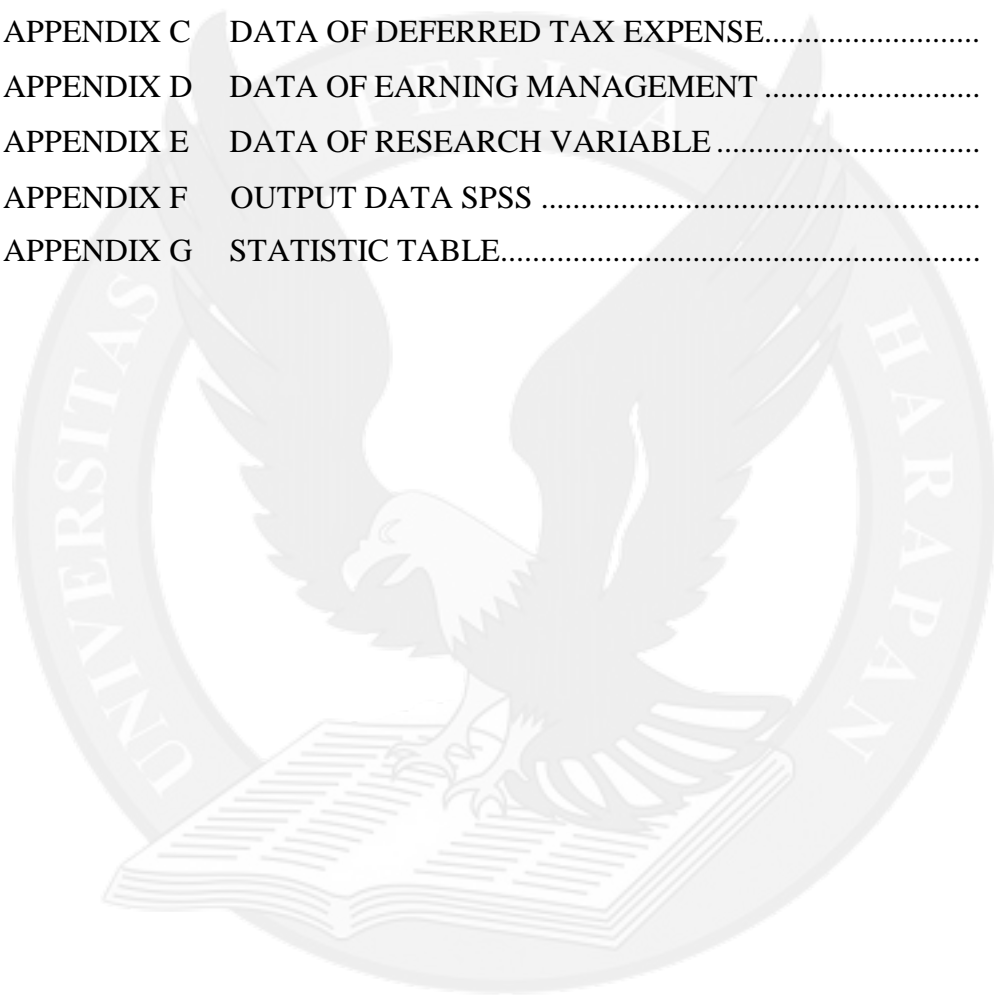 APPENDIX C DATA OF DEFERRED TAX EXPENSE...........................
APPENDIX D DATA OF EARNING MANAGEMENT...........................
APPENDIX E DATA OF RESEARCH VARIABLE.................................
APPENDIX F OUTPUT DATA SPSS.......................................................
APPENDIX G STATISTIC TABLE............................................................
UNIVERSITAS PELITA HARAPAN